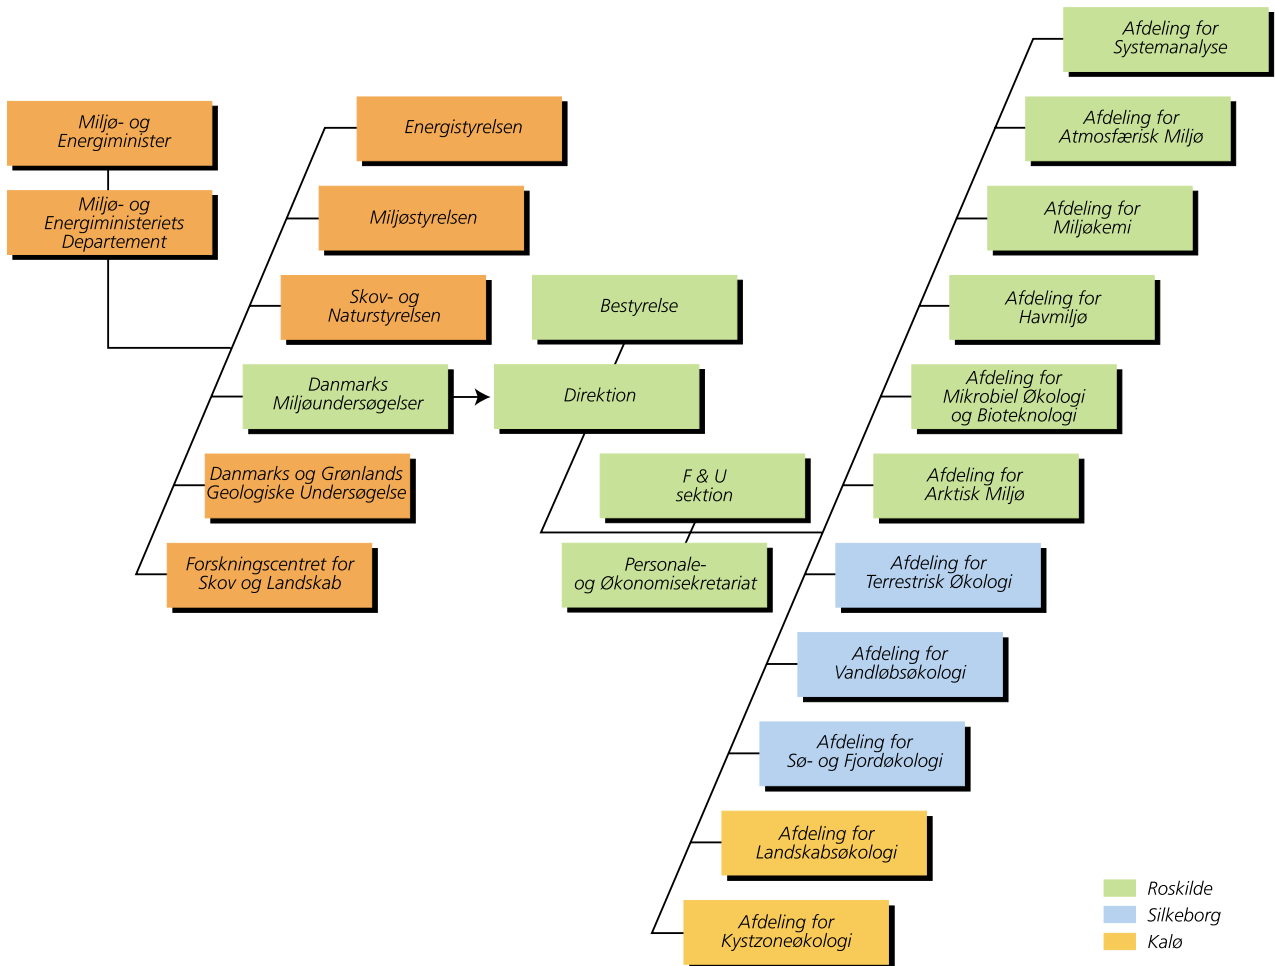 Miljø- og
Energiminister
Miljø- og
Energiministeriets
Departement
Energistyrelsen
Miljøstyrelsen
Skov- og
Naturstyrelsen
Danmarks
Miljøundersøgelser
Danmarks og Grønlands
Geologiske Undersøgelse
Forskningscentret for
Skov og Landskab
Bestyrelse
Direktion
F & U
sektion
Personale-
og Økonomisekretariat
Afdeling for
Systemanalyse
Afdeling for
Atmosfærisk Miljø
Afdeling for
Miljøkemi
Afdeling for
Havmiljø
Afdeling for
Mikrobiel Økologi
og Bioteknologi
Afdeling for
Arktisk Miljø
Afdeling for
Terrestrisk Økologi
Afdeling for
Vandløbsøkologi
Afdeling for
Sø- og Fjordøkologi
Afdeling for
Landskabsøkologi
Afdeling for
Kystzoneøkologi
Roskilde
Silkeborg
Kalø